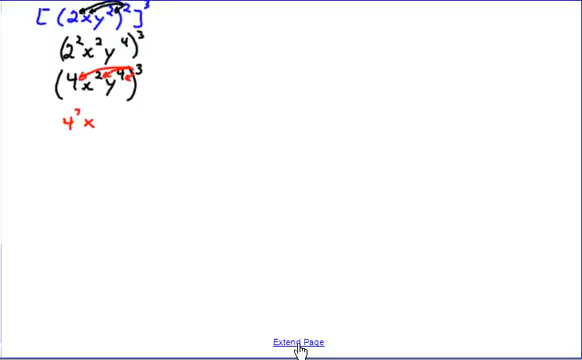 [(2xy²)²]³
(2²x²y⁴)³
(4x²y⁴)³
4³x
Extend Page